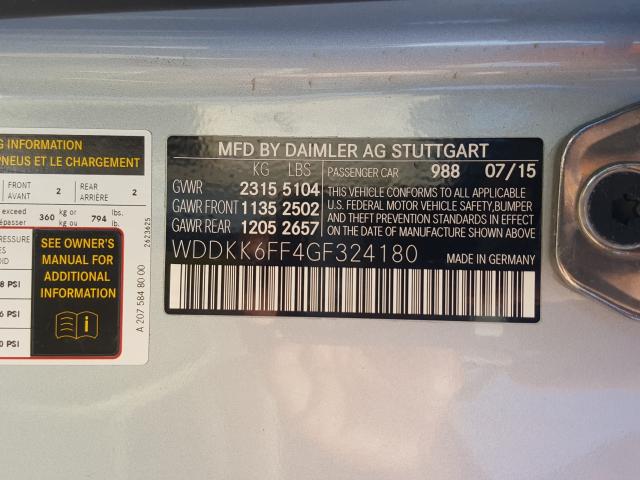 G INFORMATION
PNEUS ET LE CHARGEMENT
FRONT
AVANT
2
REAR
ARRIÈRE
2
exceed
dépasser
360
kg or
kg ou
794
lbs.
lb.
SEE OWNER'S
MANUAL FOR
ADDITIONAL
INFORMATION
i
8 PSI
6 PSI
0 PSI
2623625
A 207 584 80 00
MFD BY DAIMLER AG STUTTGART
KG LBS PASSENGER CAR 988 07/15
GVWR 2315 5104
GAWR FRONT 1135 2502
GAWR REAR 1205 2657
THIS VEHICLE CONFORMS TO ALL APPLICABLE
U.S. FEDERAL MOTOR VEHICLE SAFETY,BUMPER
AND THEFT PREVENTION STANDARDS IN EFFECT
ON THE DATE OF MANUFACTURE SHOWN ABOVE.
WDDKK6FF4GF324180 MADE IN GERMANY